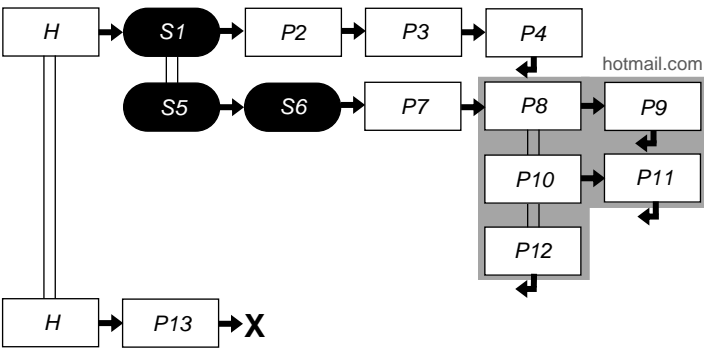 H S1 P2 P3 P4
hotmail.com
S5 S6 P7 P8 P9
P10 P11
P12
H P13 X